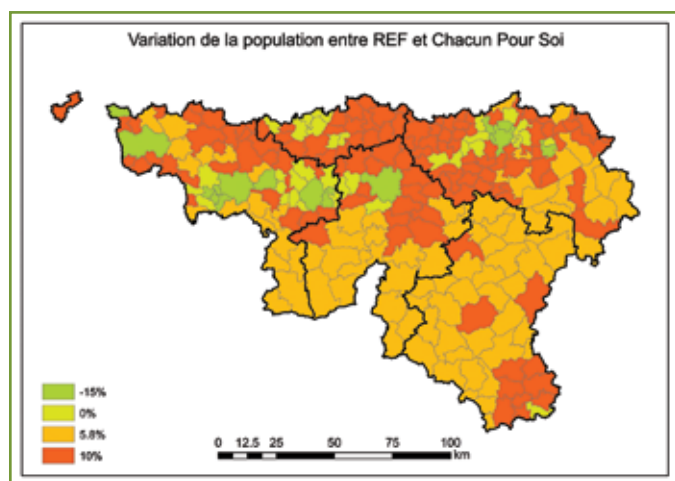 Variation de la population entre REF et Chacun Pour Soi
-15%
0%
5.8%
10%
0 12.5 25 50 75 100
km